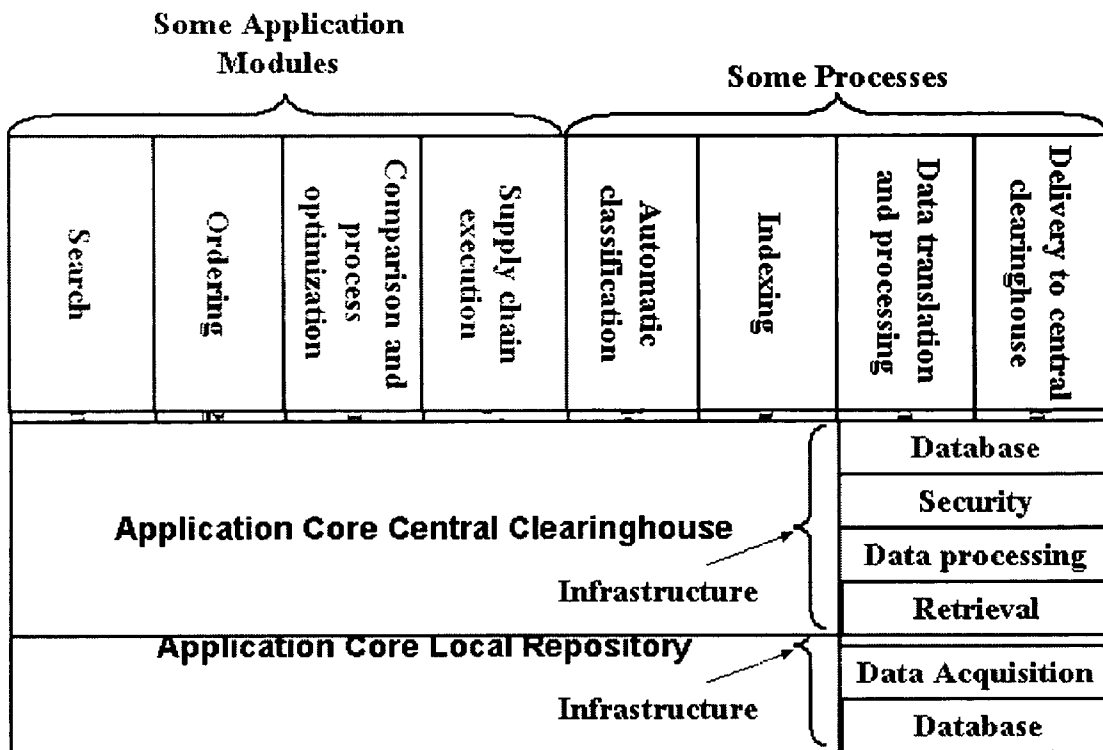 Some Application
Modules
Some Processes
Search
Ordering
Comparison and
process
optimization
Supply chain
execution
Automatic
classification
Indexing
Data translation
and processing
Delivery to central
clearinghouse
Application Core Central Clearinghouse
Infrastructure
Database
Security
Data processing
Retrieval
Application Core Local Repository
Infrastructure
Data Acquisition
Database